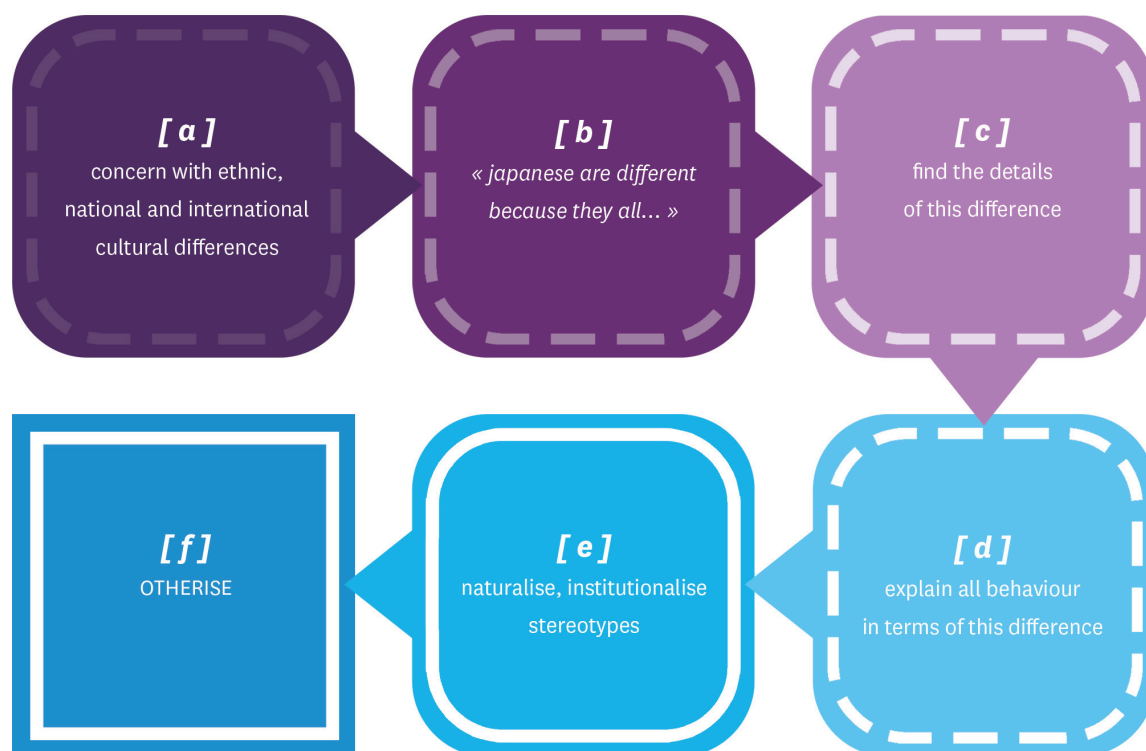 [ a ]
concern with ethnic,
national and international
cultural differences
[ b ]
« japanese are different
because they all... »
[ c ]
find the details
of this difference
[ d ]
explain all behaviour
in terms of this difference
[ e ]
naturalise, institutionalise
stereotypes
[ f ]
OTHERISE